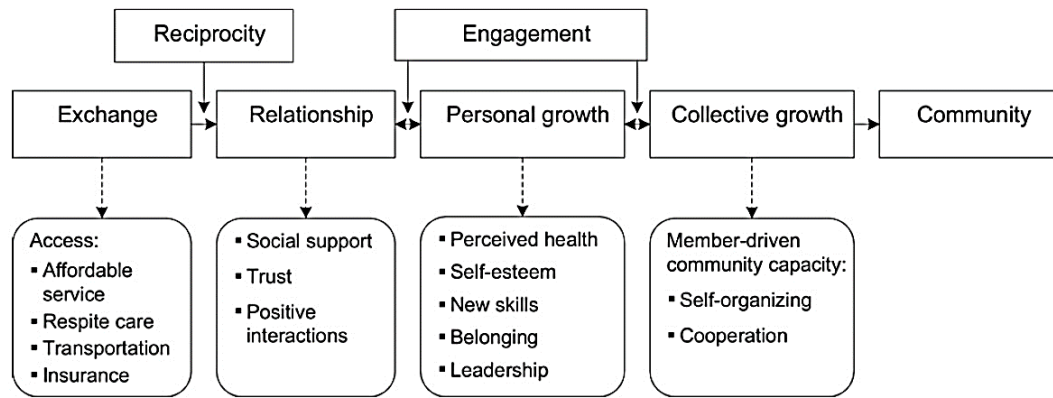 Reciprocity
Engagement
Exchange
Relationship
Personal growth
Collective growth
Community
Access:
▪ Affordable
service
▪ Respite care
▪ Transportation
▪ Insurance
▪ Social support
▪ Trust
▪ Positive
interactions
▪ Perceived health
▪ Self-esteem
▪ New skills
▪ Belonging
▪ Leadership
Member-driven
community capacity:
▪ Self-organizing
▪ Cooperation